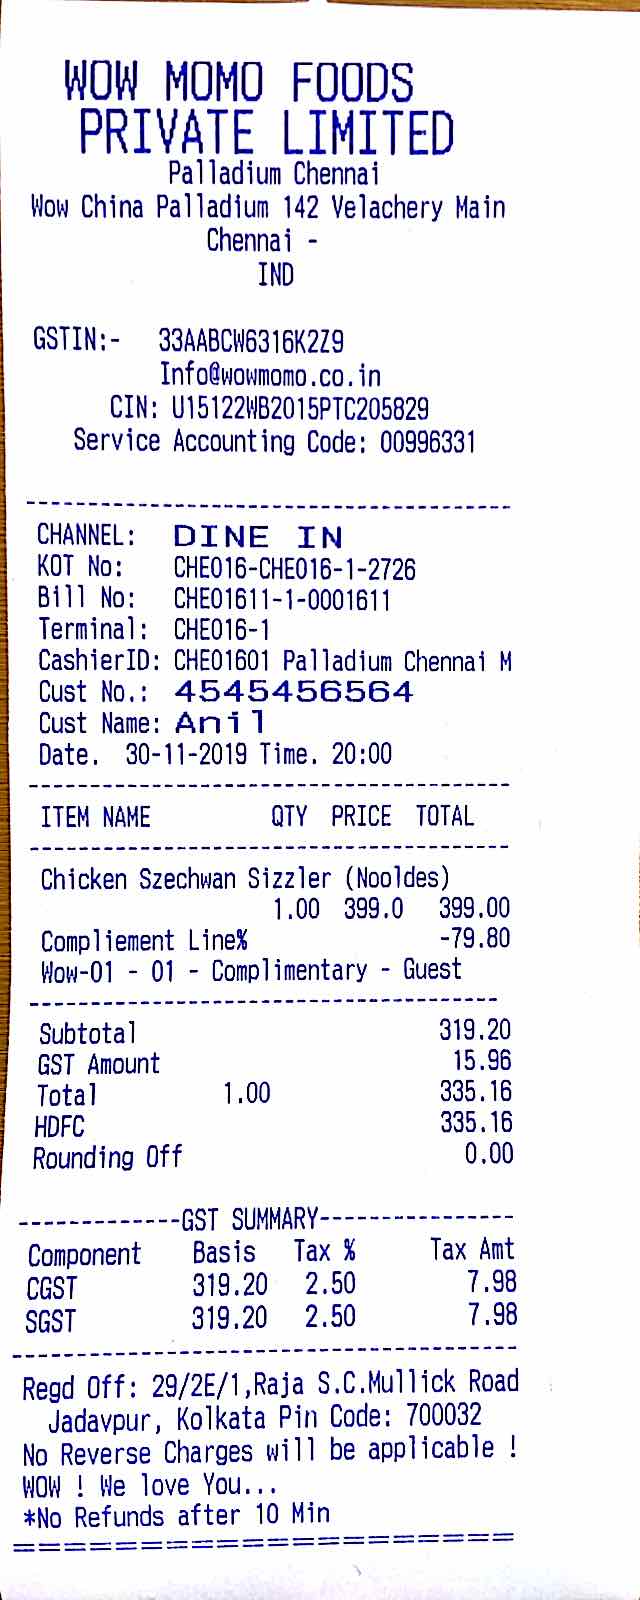 WOW MOMO FOODS
PRIVATE LIMITED
Palladium Chennai
Wow China Palladium 142 Velachery Main
Chennai -
IND
GSTIN:- 33AABCW6316K2Z9
Info@wowmomo.co.in
CIN: U15122WB2015PTC205829
Service Accounting Code: 00996331
----------------------------------------
CHANNEL: DINE IN
KOT No: CHE016-CHE016-1-2726
Bill No: CHE01611-1-0001611
Terminal: CHE016-1
CashierID: CHE01601 Palladium Chennai M
Cust No.: 4545456564
Cust Name: Anil
Date. 30-11-2019 Time. 20:00
----------------------------------------
ITEM NAME QTY PRICE TOTAL
----------------------------------------
Chicken Szechwan Sizzler (Nooldes)
1.00 399.0 399.00
Compliement Line% -79.80
Wow-01 - 01 - Complimentary - Guest
----------------------------------------
Subtotal 319.20
GST Amount 15.96
Total 1.00 335.16
HDFC 335.16
Rounding Off 0.00
-------------GST SUMMARY----------------
Component Basis Tax % Tax Amt
CGST 319.20 2.50 7.98
SGST 319.20 2.50 7.98
----------------------------------------
Regd Off: 29/2E/1,Raja S.C.Mullick Road
Jadavpur, Kolkata Pin Code: 700032
No Reverse Charges will be applicable !
WOW ! We love You...
*No Refunds after 10 Min
====================